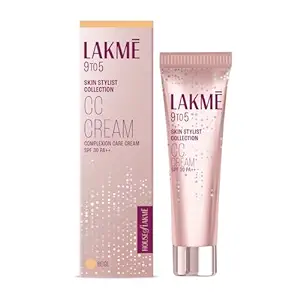 LAKMĒ
9TO5
SKIN STYLIST
COLLECTION
CC
CREAM
COMPLEXION CARE CREAM
SPF 30 PA++
HOUSE OF LAKMĒ
BEIGE
LAKMĒ
9TO5
SKIN STYLIST
COLLECTION
CC
CREAM
SPF 30 PA++